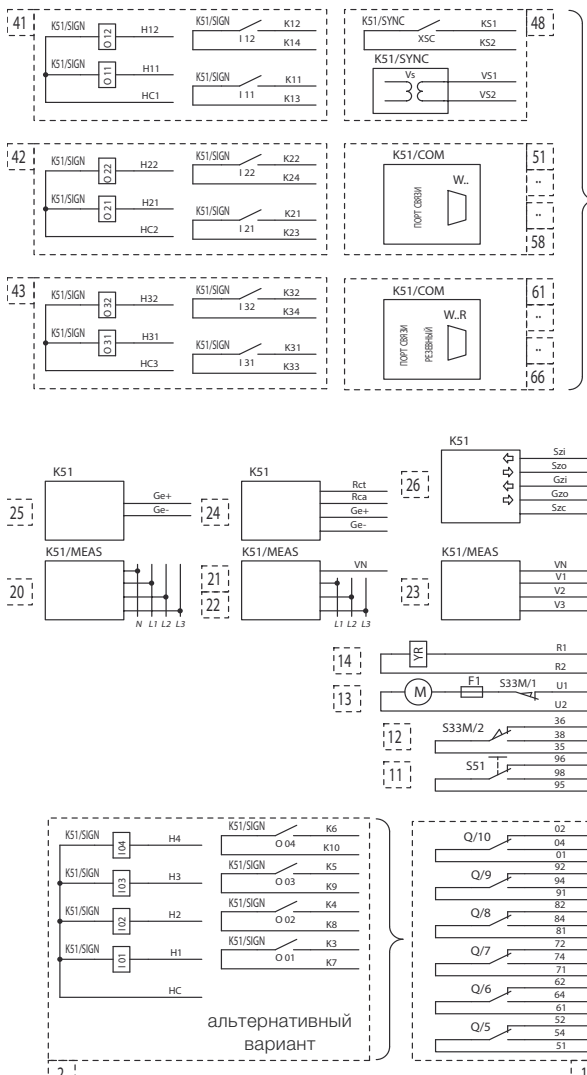 41
K51/SIGN
O 12
H12
K51/SIGN
O 11
H11
HC1
K51/SIGN
I 12
K12
K14
K51/SIGN
I 11
K11
K13
K51/SYNC
XSC
KS1
KS2
K51/SYNC
Vs
VS1
VS2
48
42
K51/SIGN
O 22
H22
K51/SIGN
O 21
H21
HC2
K51/SIGN
I 22
K22
K24
K51/SIGN
I 21
K21
K23
K51/COM
W..
ПОРТ СВЯЗИ
51
..
..
58
43
K51/SIGN
O 32
H32
K51/SIGN
O 31
H31
HC3
K51/SIGN
I 32
K32
K34
K51/SIGN
I 31
K31
K33
K51/COM
W..R
ПОРТ СВЯЗИ
РЕЗЕВНЫЙ
61
..
..
66
25
K51
Ge+
Ge-
24
K51
Rct
Rca
Ge+
Ge-
26
K51
Szi
Szo
Gzi
Gzo
Szc
20
K51/MEAS
N L1 L2 L3
21
22
K51/MEAS
VN
L1 L2 L3
23
K51/MEAS
VN
V1
V2
V3
14
YR
R1
R2
13
M
F1
S33M/1
U1
U2
12
S33M/2
36
38
35
11
S51
96
98
95
K51/SIGN
I 04
H4
K51/SIGN
I 03
H3
K51/SIGN
I 02
H2
K51/SIGN
I 01
H1
HC
K51/SIGN
O 04
K6
K10
K51/SIGN
O 03
K5
K9
K51/SIGN
O 02
K4
K8
K51/SIGN
O 01
K3
K7
альтернативный
вариант
2
Q/10
02
04
01
Q/9
92
94
91
Q/8
82
84
81
Q/7
72
74
71
Q/6
62
64
61
Q/5
52
54
51
1